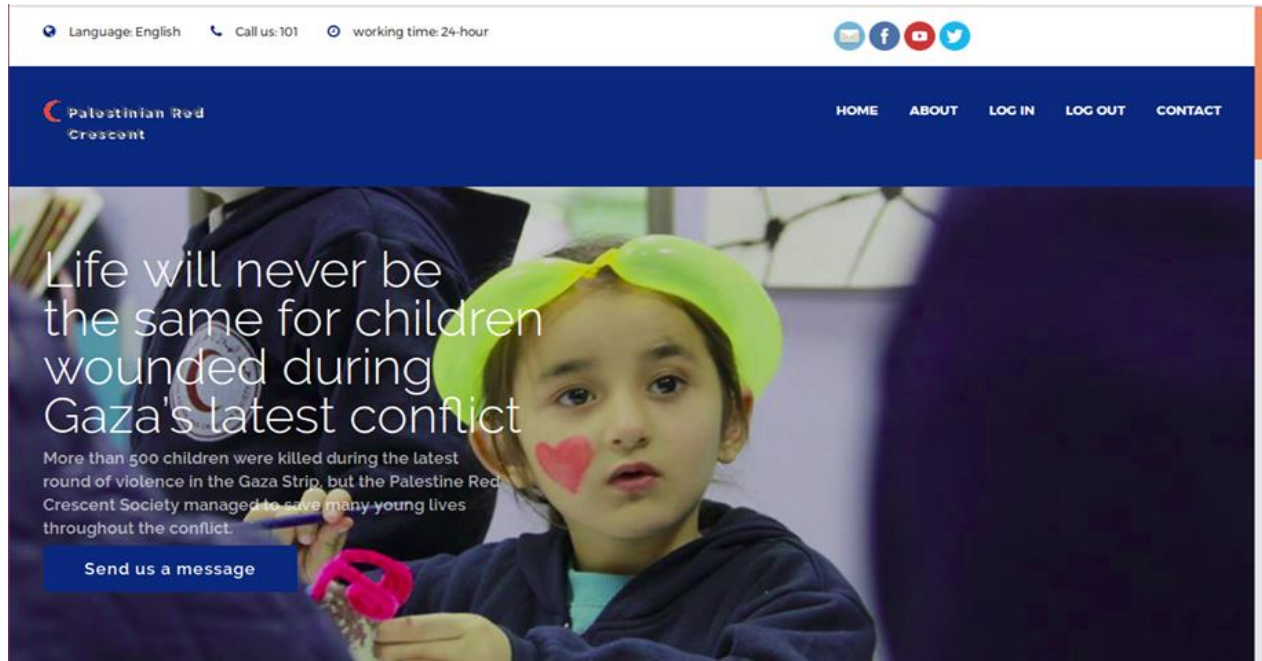 Language: English Call us: 101 working time: 24-hour
Palestinian Red
Crescent
HOME ABOUT LOG IN LOG OUT CONTACT
Life will never be
the same for children
wounded during
Gaza's latest conflict
More than 500 children were killed during the latest
round of violence in the Gaza Strip, but the Palestine Red
Crescent Society managed to save many young lives
throughout the conflict.
Send us a message